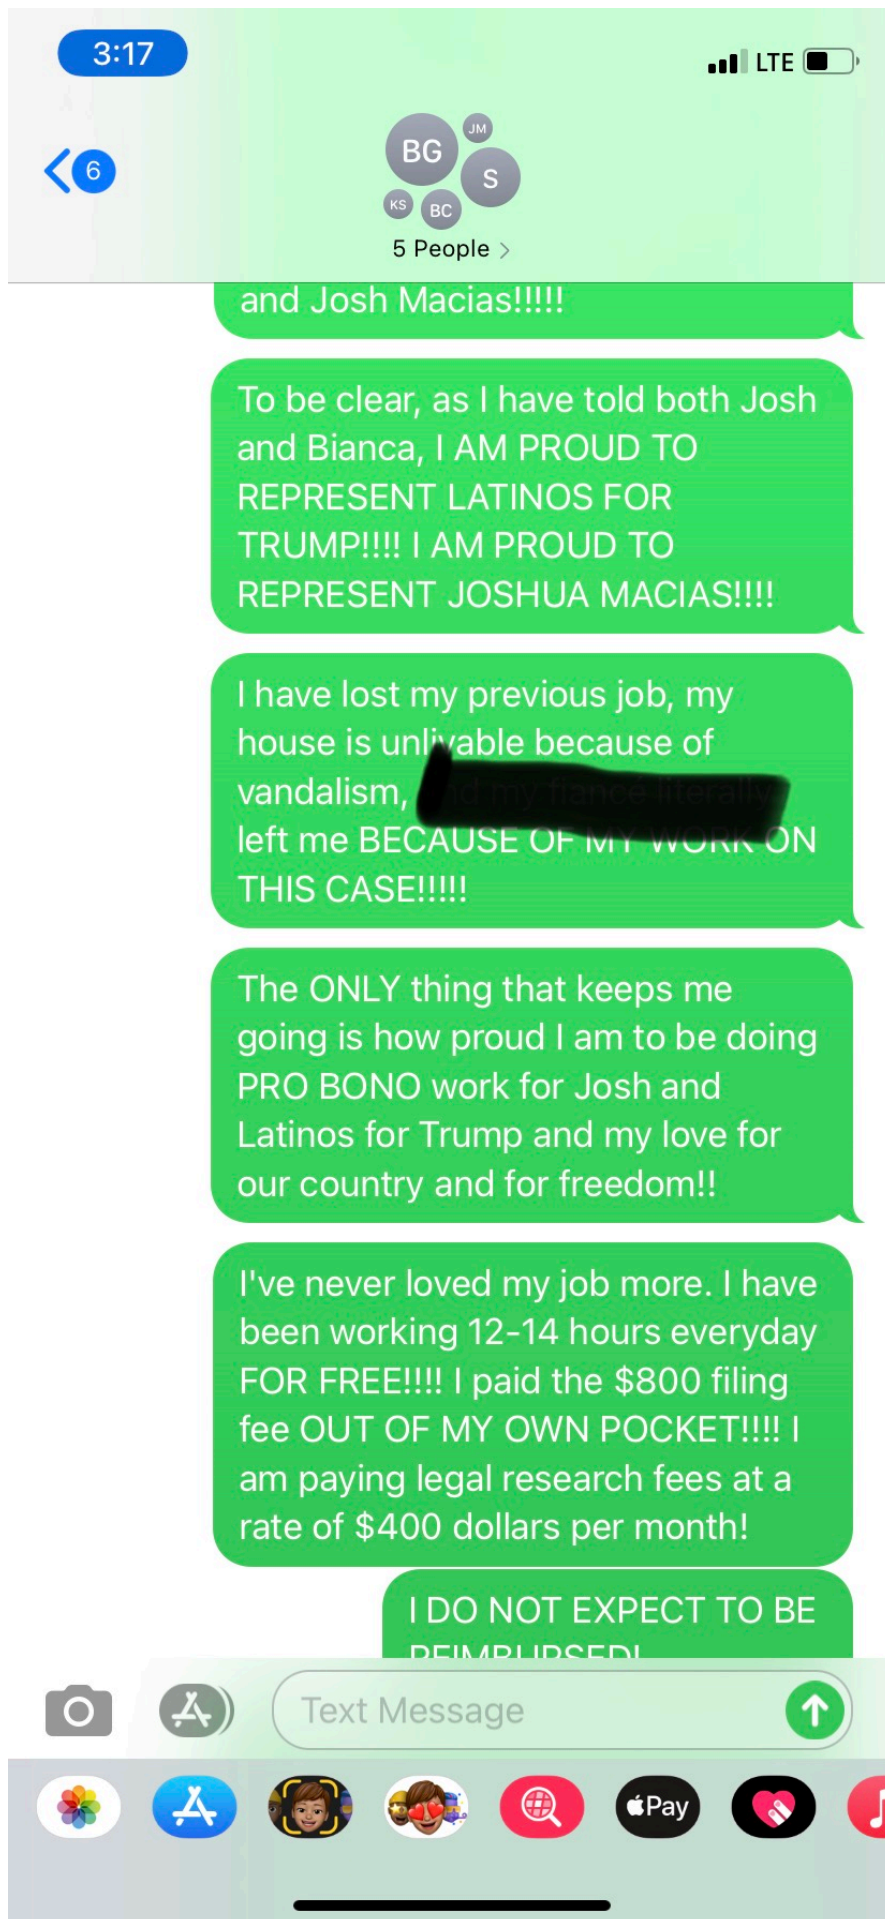 3:17
LTE
6
BG
JM
S
KS
BC
5 People >
and Josh Macias!!!!!
To be clear, as I have told both Josh
and Bianca, I AM PROUD TO
REPRESENT LATINOS FOR
TRUMP!!!! I AM PROUD TO
REPRESENT JOSHUA MACIAS!!!!
I have lost my previous job, my
house is unlivable because of
vandalism,
left me BECAUSE OF MY WORK ON
THIS CASE!!!!!
The ONLY thing that keeps me
going is how proud I am to be doing
PRO BONO work for Josh and
Latinos for Trump and my love for
our country and for freedom!!
I've never loved my job more. I have
been working 12-14 hours everyday
FOR FREE!!!! I paid the $800 filing
fee OUT OF MY OWN POCKET!!!! I
am paying legal research fees at a
rate of $400 dollars per month!
I DO NOT EXPECT TO BE
REIMBURSED!
Text Message
Pay